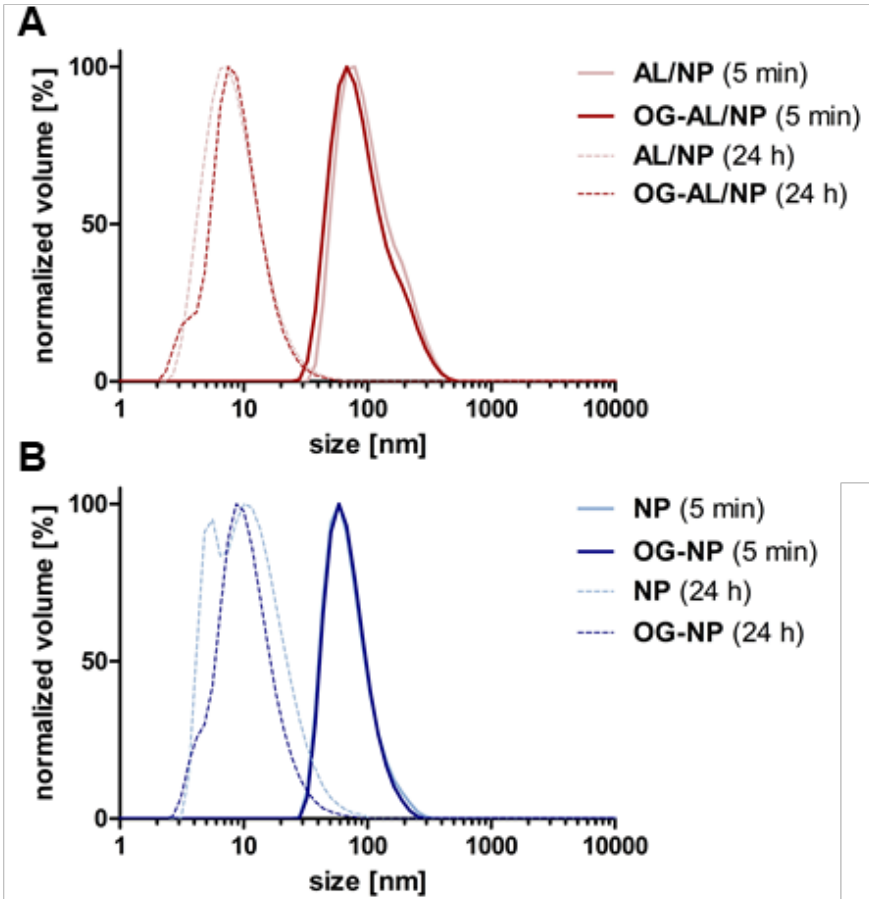 A
normalized volume [%]
100
50
0
1 10 100 1000 10000
size [nm]
AL/NP (5 min)
OG-AL/NP (5 min)
AL/NP (24 h)
OG-AL/NP (24 h)
B
normalized volume [%]
100
50
0
1 10 100 1000 10000
size [nm]
NP (5 min)
OG-NP (5 min)
NP (24 h)
OG-NP (24 h)